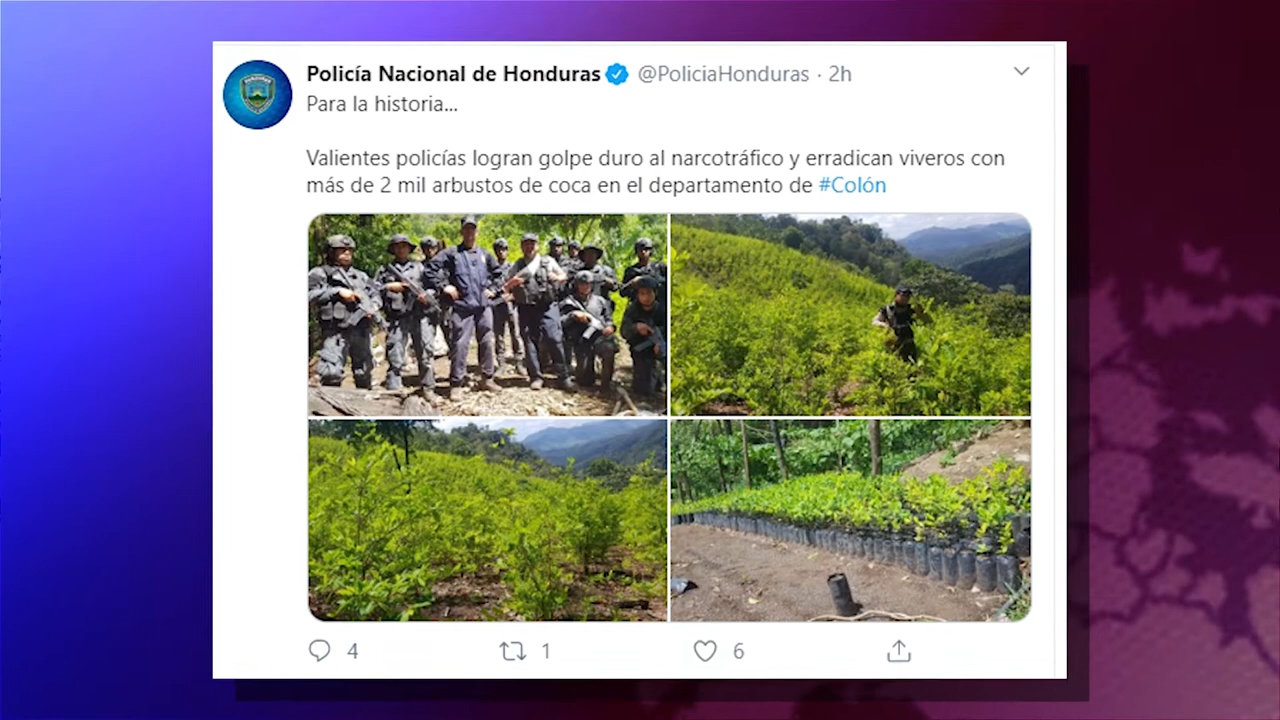 Policía Nacional de Honduras @PoliciaHonduras · 2h
Para la historia...
Valientes policías logran golpe duro al narcotráfico y erradican viveros con
más de 2 mil arbustos de coca en el departamento de #Colón
4 1 6